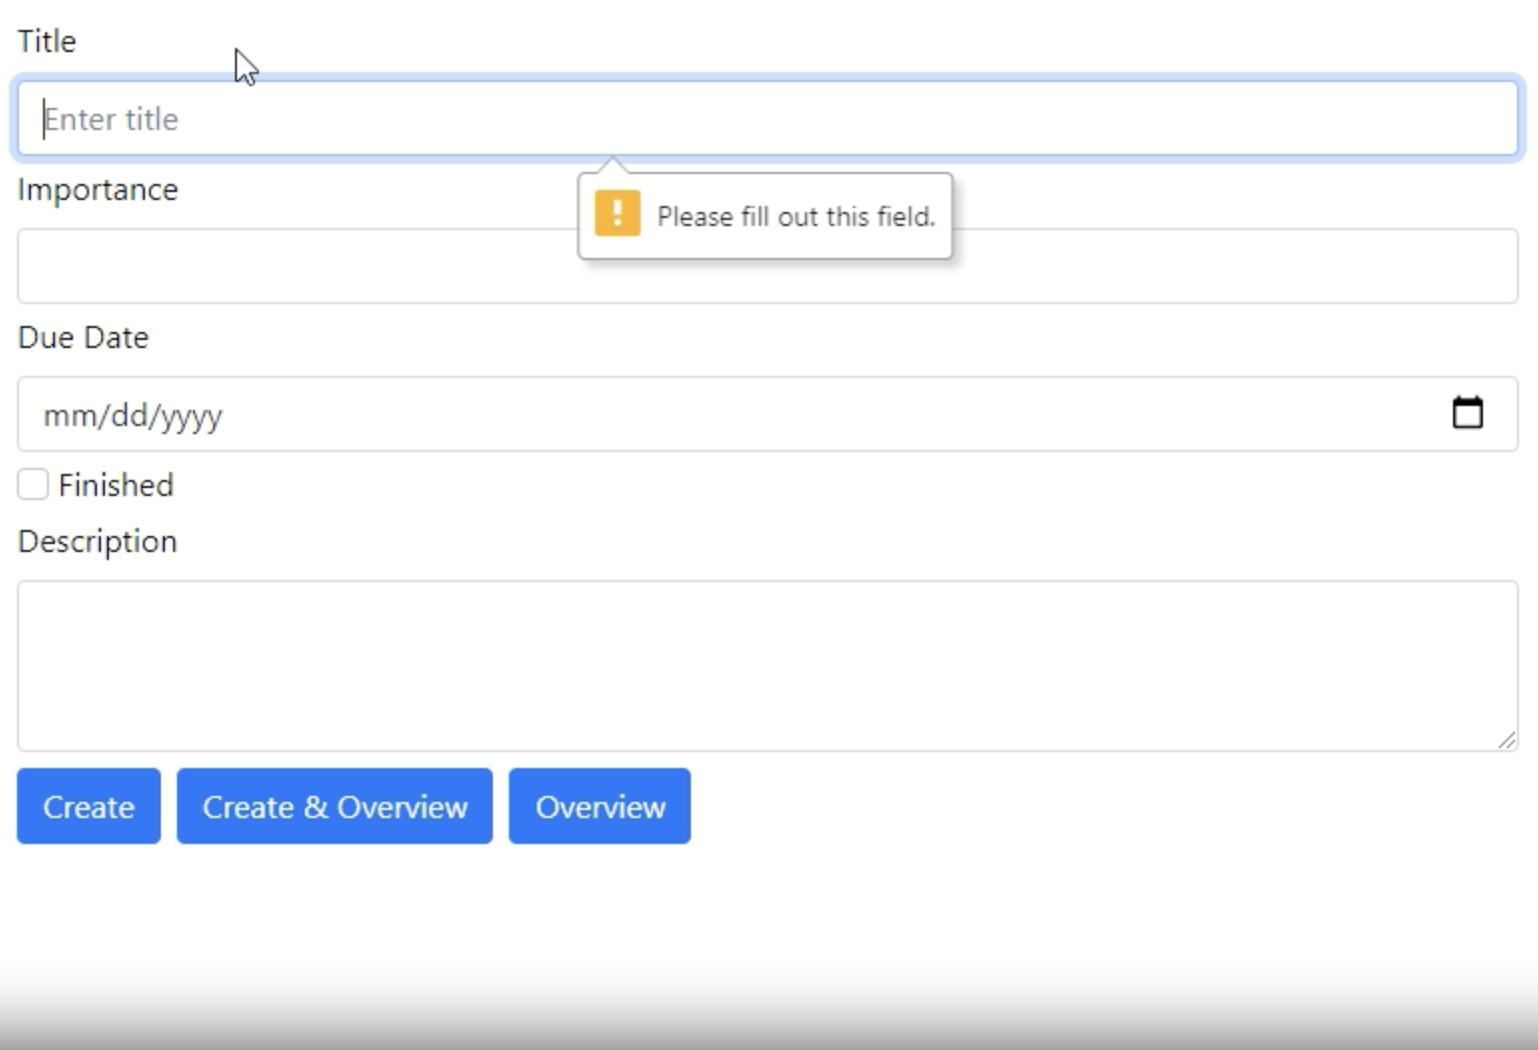 Title
Enter title
Importance
Please fill out this field.
Due Date
mm/dd/yyyy
Finished
Description
Create
Create & Overview
Overview